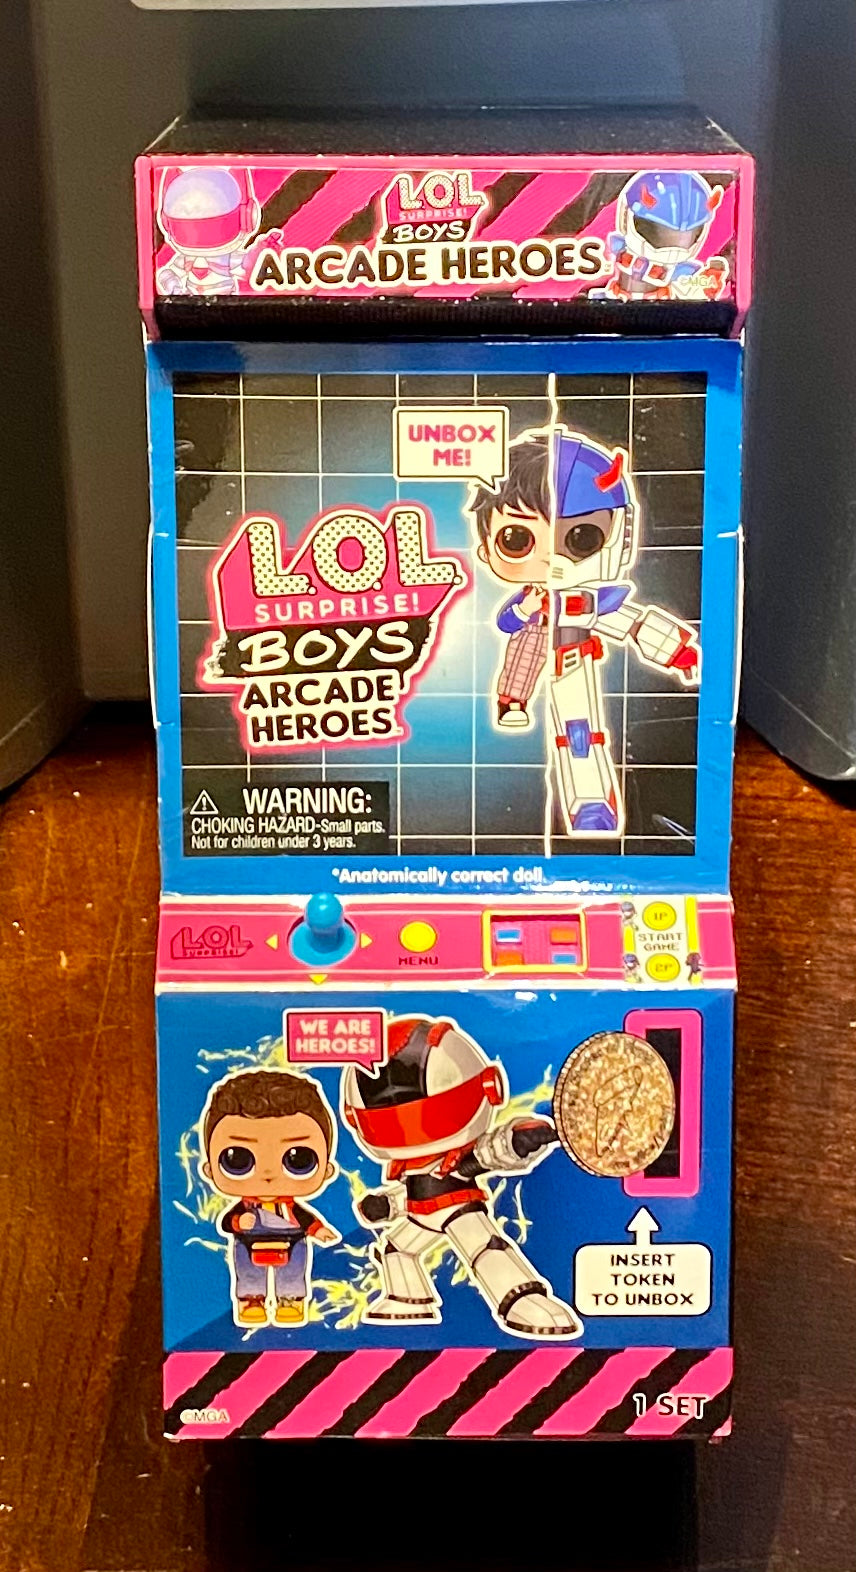 L.O.L.
SURPRISE!
BOYS
ARCADE HEROES
©MGA
UNBOX
ME!
L.O.L.
SURPRISE!
BOYS
ARCADE
HEROES
WARNING:
CHOKING HAZARD-Small parts.
Not for children under 3 years.
*Anatomically correct doll.
L.O.L.
SURPRISE!
MENU
1P
START
GAME
2P
WE ARE
HEROES!
INSERT
TOKEN
TO UNBOX
1 SET
©MGA